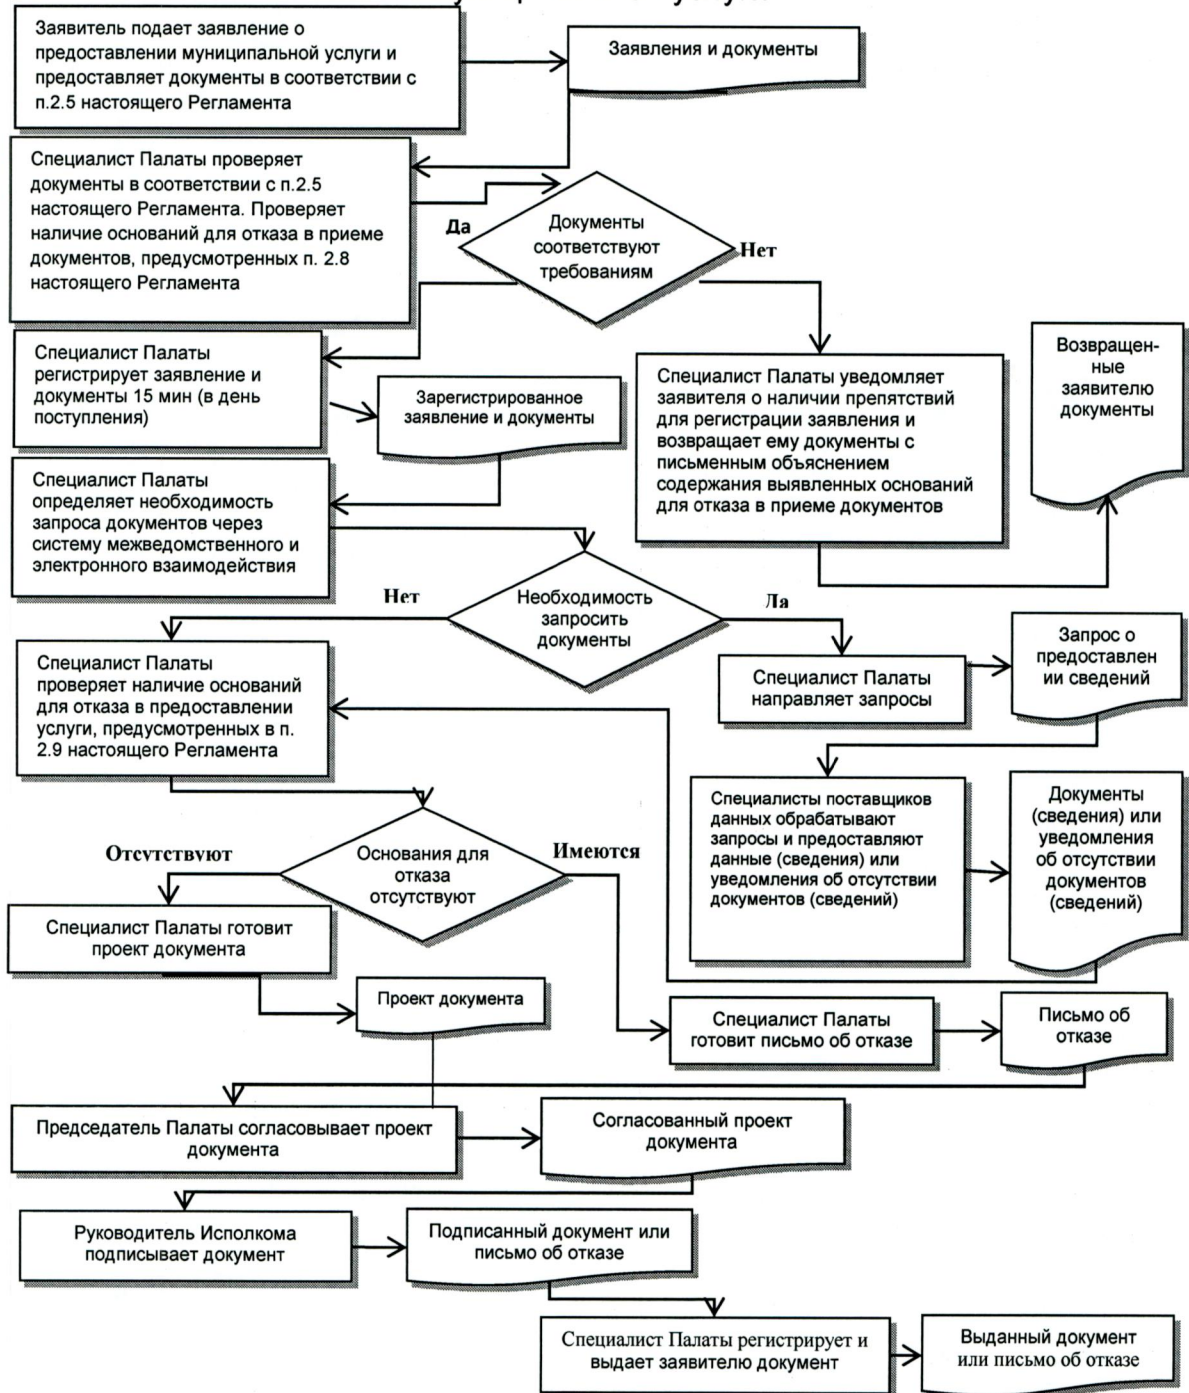 Заявитель подает заявление о
предоставлении муниципальной услуги и
предоставляет документы в соответствии с
п.2.5 настоящего Регламента
Заявления и документы
Специалист Палаты проверяет
документы в соответствии с п.2.5
настоящего Регламента. Проверяет
наличие оснований для отказа в приеме
документов, предусмотренных п. 2.8
настоящего Регламента
Да
Документы
соответствуют
требованиям
Нет
Специалист Палаты
регистрирует заявление и
документы 15 мин (в день
поступления)
Зарегистрированное
заявление и документы
Специалист Палаты уведомляет
заявителя о наличии препятствий
для регистрации заявления и
возвращает ему документы с
письменным объяснением
содержания выявленных оснований
для отказа в приеме документов
Возвращен-
ные
заявителю
документы
Специалист Палаты
определяет необходимость
запроса документов через
систему межведомственного и
электронного взаимодействия
Нет
Необходимость
запросить
документы
Да
Специалист Палаты
проверяет наличие оснований
для отказа в предоставлении
услуги, предусмотренных в п.
2.9 настоящего Регламента
Специалист Палаты
направляет запросы
Запрос о
предоставлен
ии сведений
Специалисты поставщиков
данных обрабатывают
запросы и предоставляют
данные (сведения) или
уведомления об отсутствии
документов (сведений)
Документы
(сведения) или
уведомления
об отсутствии
документов
(сведений)
Отсутствуют
Основания для
отказа
отсутствуют
Имеются
Специалист Палаты готовит
проект документа
Проект документа
Специалист Палаты
готовит письмо об отказе
Письмо об
отказе
Председатель Палаты согласовывает проект
документа
Согласованный проект
документа
Руководитель Исполкома
подписывает документ
Подписанный документ или
письмо об отказе
Специалист Палаты регистрирует и
выдает заявителю документ
Выданный документ
или письмо об отказе